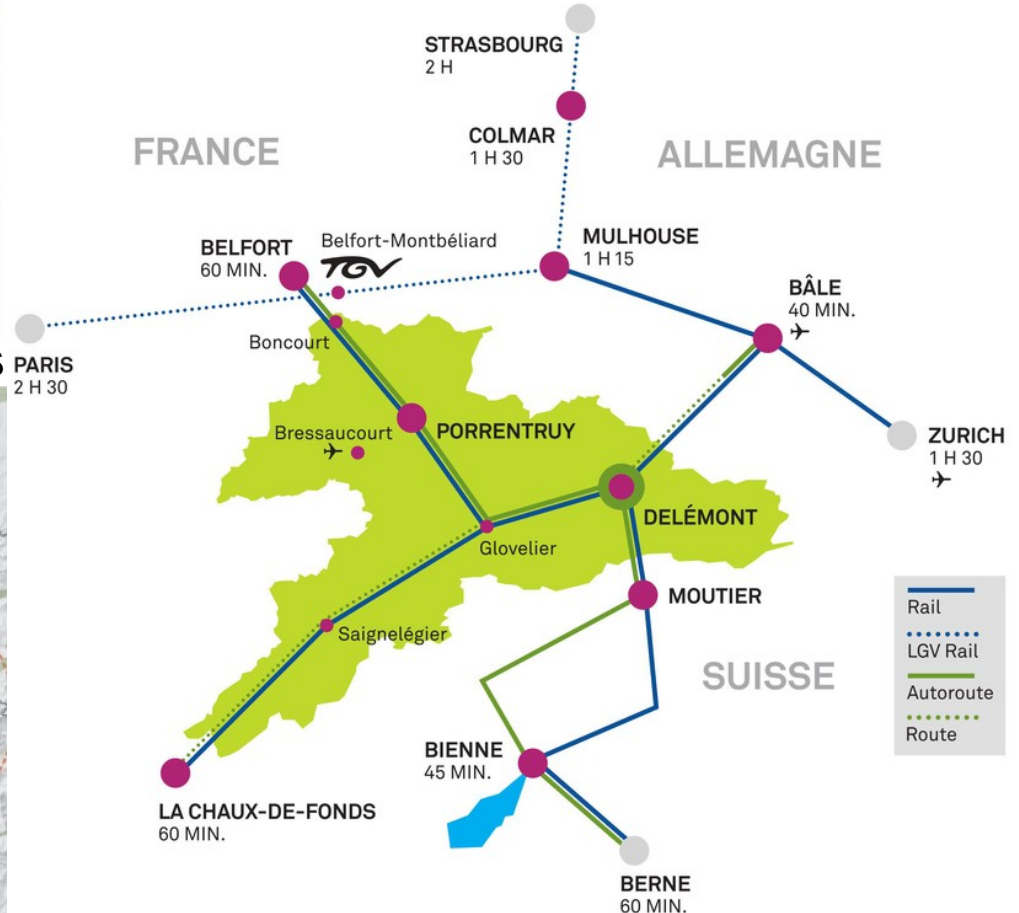 STRASBOURG
2 H
COLMAR
1 H 30
FRANCE
ALLEMAGNE
MULHOUSE
1 H 15
BELFORT
60 MIN.
Belfort-Montbéliard
TGV
BÂLE
40 MIN.
PARIS
2 H 30
Boncourt
Bressaucourt
PORRENTRUY
ZURICH
1 H 30
DELÉMONT
Glovelier
MOUTIER
Saignelégier
SUISSE
Rail
LGV Rail
Autoroute
Route
BIENNE
45 MIN.
LA CHAUX-DE-FONDS
60 MIN.
BERNE
60 MIN.